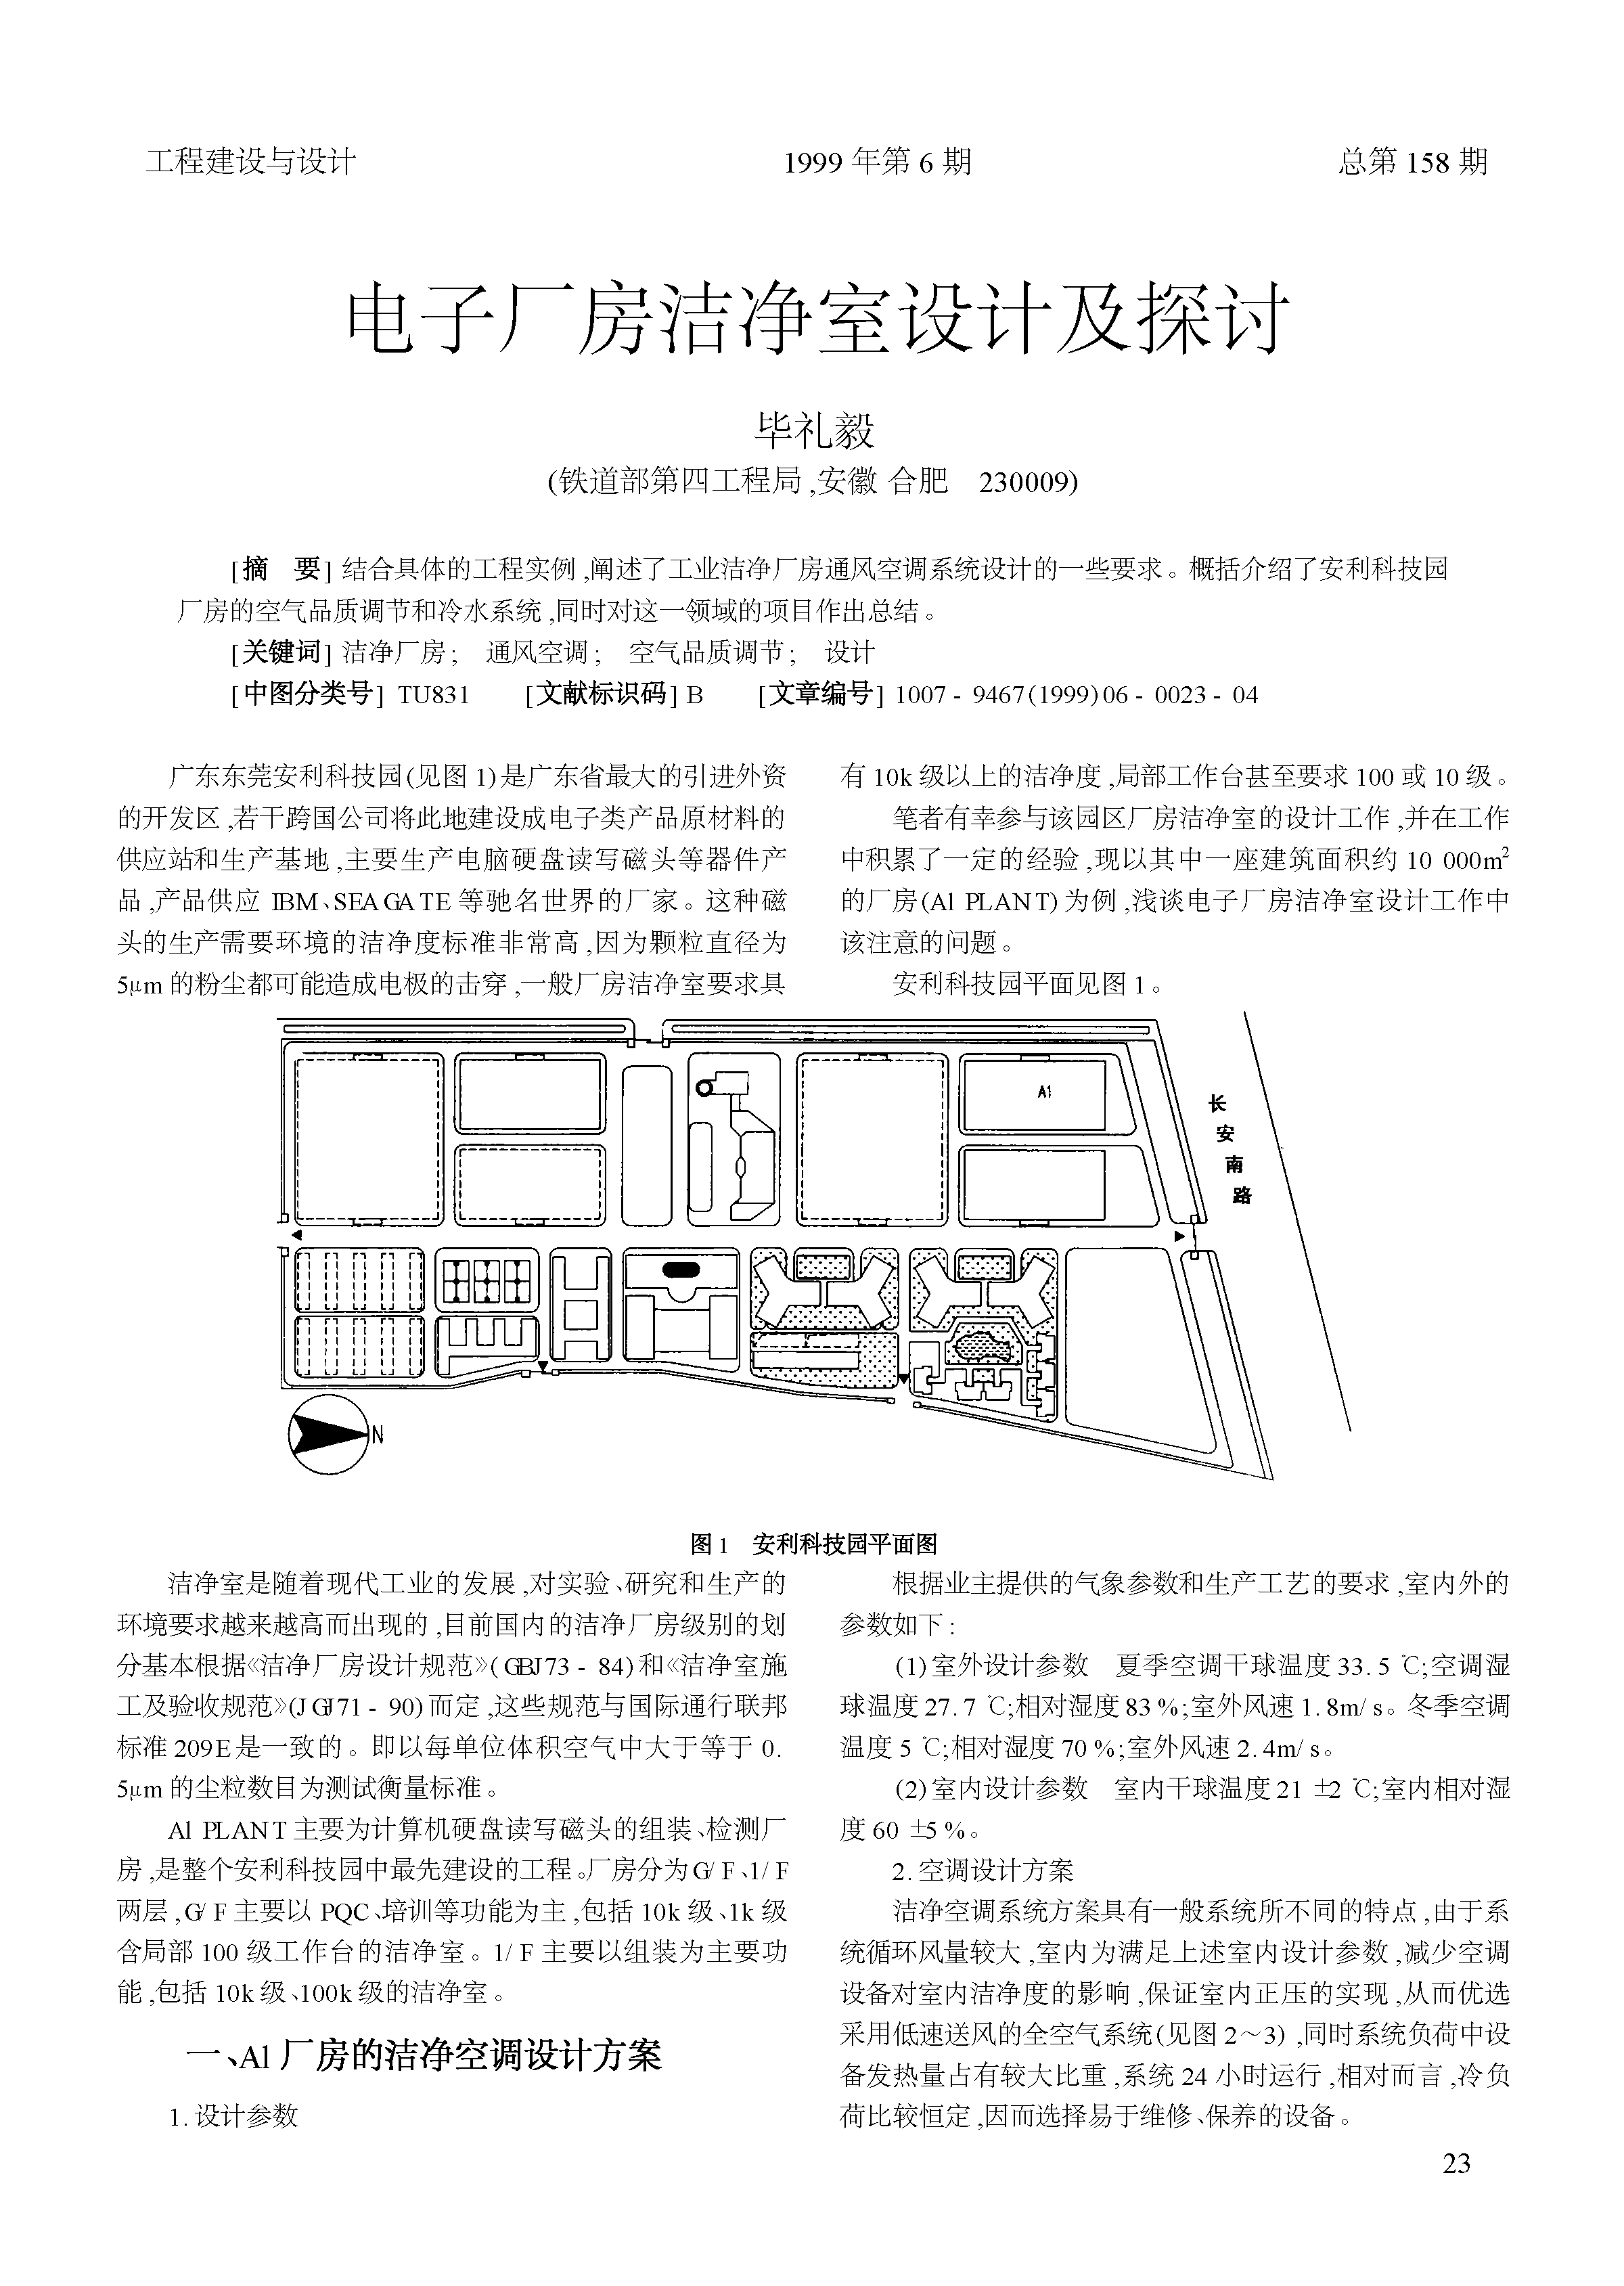 工程建设与设计 1999 年第 6 期 总第 158 期
电子厂房洁净室设计及探讨
毕礼毅
(铁道部第四工程局,安徽 合肥 230009)
[摘 要] 结合具体的工程实例,阐述了工业洁净厂房通风空调系统设计的一些要求。概括介绍了安利科技园
厂房的空气品质调节和冷水系统,同时对这一领域的项目作出总结。
[关键词] 洁净厂房; 通风空调; 空气品质调节; 设计
[中图分类号] TU831 [文献标识码] B [文章编号] 1007 - 9467(1999)06 - 0023 - 04
广东东莞安利科技园(见图 1)是广东省最大的引进外资
的开发区,若干跨国公司将此地建设成电子类产品原材料的
供应站和生产基地,主要生产电脑硬盘读写磁头等器件产
品,产品供应 IBM、SEAGATE 等驰名世界的厂家。这种磁
头的生产需要环境的洁净度标准非常高,因为颗粒直径为
5μm 的粉尘都可能造成电极的击穿,一般厂房洁净室要求具
有 10k 级以上的洁净度,局部工作台甚至要求 100 或 10 级。
笔者有幸参与该园区厂房洁净室的设计工作,并在工作
中积累了一定的经验,现以其中一座建筑面积约 10 000m²
的厂房(A1 PLANT)为例,浅谈电子厂房洁净室设计工作中
该注意的问题。
安利科技园平面见图 1。
A1
长
安
南
路
N
图 1 安利科技园平面图
洁净室是随着现代工业的发展,对实验、研究和生产的
环境要求越来越高而出现的,目前国内的洁净厂房级别的划
分基本根据《洁净厂房设计规范》(GBJ73 - 84)和《洁净室施
工及验收规范》(JGJ71 - 90)而定,这些规范与国际通行联邦
标准 209E 是一致的。即以每单位体积空气中大于等于 0.
5μm 的尘粒数目为测试衡量标准。
A1 PLANT 主要为计算机硬盘读写磁头的组装、检测厂
房,是整个安利科技园中最先建设的工程。厂房分为 G/ F、1/ F
两层,G/ F 主要以 PQC、培训等功能为主,包括 10k 级、1k 级
含局部 100 级工作台的洁净室。1/ F 主要以组装为主要功
能,包括 10k 级、100k 级的洁净室。
一、A1 厂房的洁净空调设计方案
1. 设计参数
根据业主提供的气象参数和生产工艺的要求,室内外的
参数如下:
(1)室外设计参数 夏季空调干球温度 33. 5 ℃;空调湿
球温度 27. 7 ℃;相对湿度 83 %;室外风速 1. 8m/ s。冬季空调
温度 5 ℃;相对湿度 70 %;室外风速 2. 4m/ s。
(2)室内设计参数 室内干球温度 21 ±2 ℃;室内相对湿
度 60 ±5 %。
2. 空调设计方案
洁净空调系统方案具有一般系统所不同的特点,由于系
统循环风量较大,室内为满足上述室内设计参数,减少空调
设备对室内洁净度的影响,保证室内正压的实现,从而优选
采用低速送风的全空气系统(见图 2～3),同时系统负荷中设
备发热量占有较大比重,系统 24 小时运行,相对而言,冷负
荷比较恒定,因而选择易于维修、保养的设备。
23